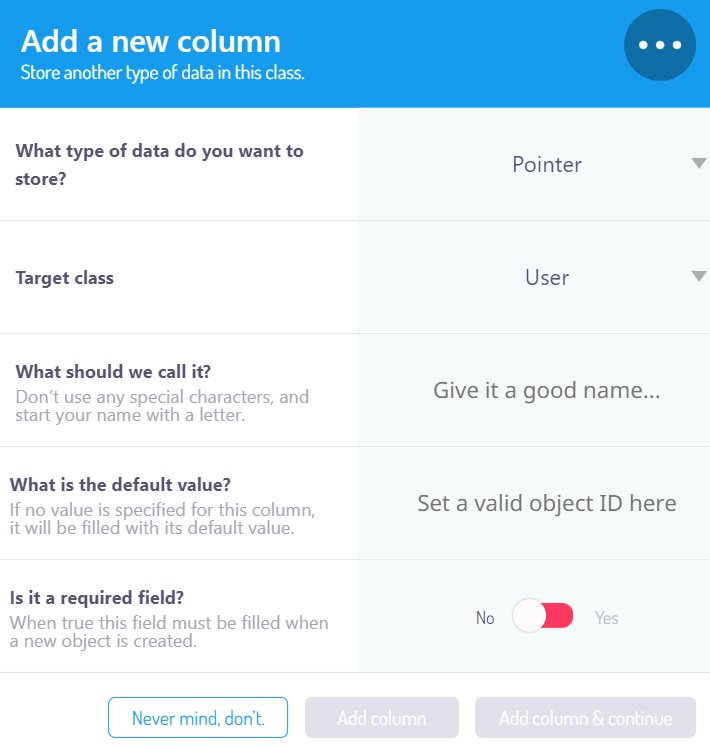 Add a new column
Store another type of data in this class.
What type of data do you want to
store?
Pointer
Target class
User
What should we call it?
Don't use any special characters, and
start your name with a letter.
Give it a good name...
What is the default value?
If no value is specified for this column,
it will be filled with its default value.
Set a valid object ID here
Is it a required field?
When true this field must be filled when
a new object is created.
No
Yes
Never mind, don't.
Add column
Add column & continue